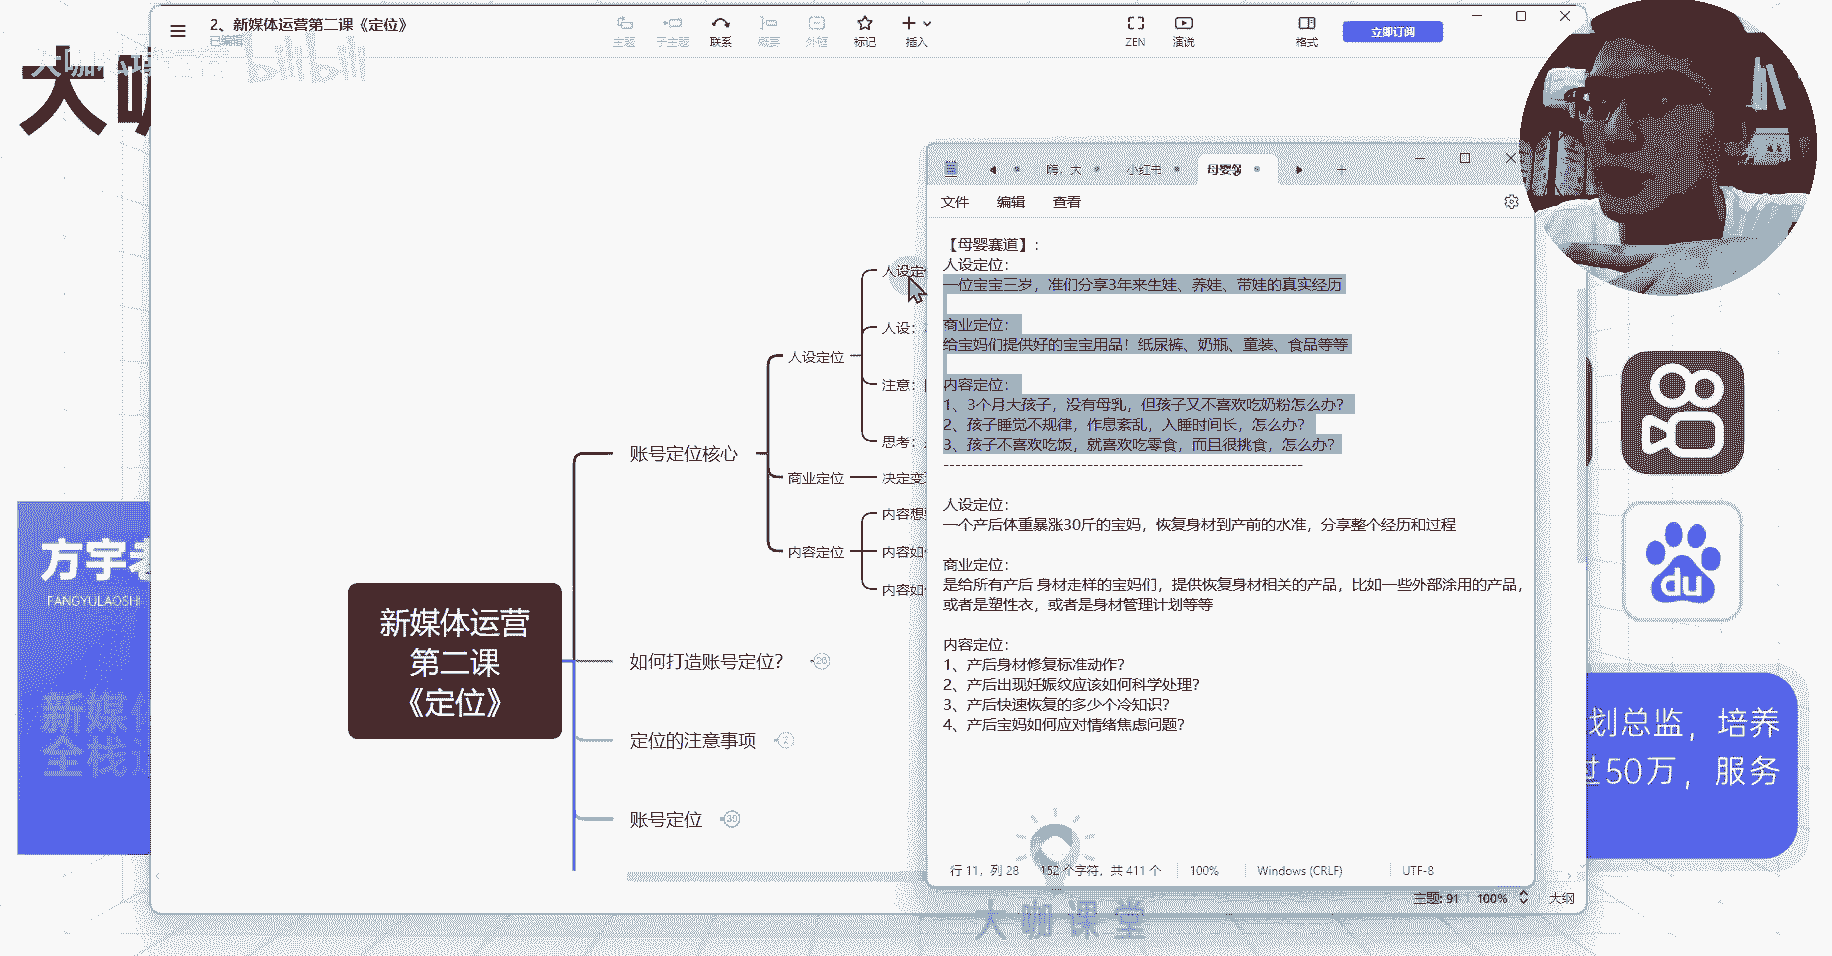 2、新媒体运营第二课《定位》
已编辑
主题
子主题
联系
概要
外框
标记
插入
ZEN
演说
格式
立即订阅
bilibili
大咖
方宇老
FANGYULAOSHI
新媒体
全栈运
新媒体运营
第二课
《定位》
账号定位核心
如何打造账号定位？
20
定位的注意事项
2
账号定位
39
人设定位
商业定位
内容定位
人设定
人设：
注意：
思考：
决定变
内容想
内容如
内容如
嗨，大
小红书
母婴
文件
编辑
查看
【母婴赛道】：
人设定位：
一位宝宝三岁，准们分享3年来生娃、养娃、带娃的真实经历
商业定位：
给宝妈们提供好的宝宝用品！纸尿裤、奶瓶、童装、食品等等
内容定位：
1、3个月大孩子，没有母乳，但孩子又不喜欢吃奶粉怎么办？
2、孩子睡觉不规律，作息紊乱，入睡时间长，怎么办？
3、孩子不喜欢吃饭，就喜欢吃零食，而且很挑食，怎么办？
------------------------------------------------------------
人设定位：
一个产后体重暴涨30斤的宝妈，恢复身材到产前的水准，分享整个经历和过程
商业定位：
是给所有产后 身材走样的宝妈们，提供恢复身材相关的产品，比如一些外部涂用的产品，
或者是塑性衣，或者是身材管理计划等等
内容定位：
1、产后身材修复标准动作？
2、产后出现妊娠纹应该如何科学处理？
3、产后快速恢复的多少个冷知识？
4、产后宝妈如何应对情绪焦虑问题？
行 11，列 28
152 个字符，共 411 个
100%
Windows (CRLF)
UTF-8
主题: 91
100%
大纲
大咖课堂
du
划总监，培养
过50万，服务